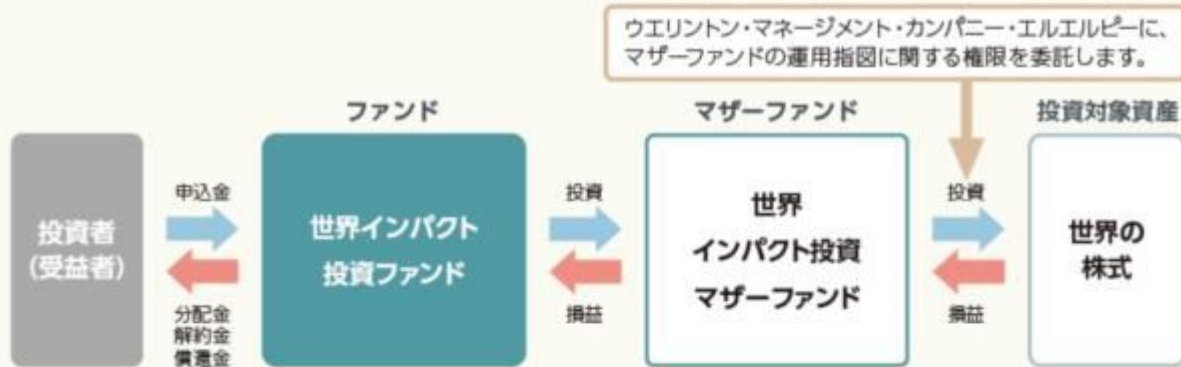 ウエリントン・マネージメント・カンパニー・エルエルピーに、
マザーファンドの運用指図に関する権限を委託します。
ファンド
マザーファンド
投資対象資産
投資者
(受益者)
申込金
分配金
解約金
償還金
世界インパクト
投資ファンド
投資
損益
世界
インパクト投資
マザーファンド
投資
損益
世界の
株式